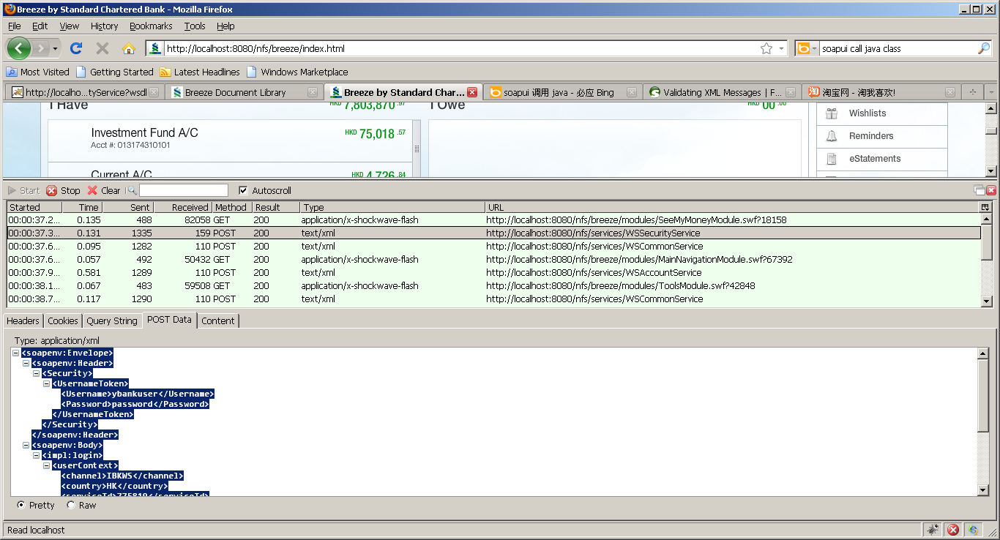 Breeze by Standard Chartered Bank - Mozilla Firefox
File Edit View History Bookmarks Tools Help
http://localhost:8080/nfs/breeze/index.html soapui call java class
Most Visited Getting Started Latest Headlines Windows Marketplace
http://localho...tyService?wsdl Breeze Document Library Breeze by Standard Char... soapui 调用 java - 必应 Bing Validating XML Messages | F... 淘宝网 - 淘我喜欢!
I Have HKD 7,803,870 .97 I Owe HKD 00 .00
Wishlists
Investment Fund A/C HKD 75,018 .57
Acct #: 013174310101
Reminders
eStatements
Current A/C HKD 4,726 .84
Start Stop Clear Autoscroll
Started Time Sent Received Method Result Type URL
00:00:37.2... 0.135 488 82058 GET 200 application/x-shockwave-flash http://localhost:8080/nfs/breeze/modules/SeeMyMoneyModule.swf?18158
00:00:37.3... 0.131 1335 159 POST 200 text/xml http://localhost:8080/nfs/services/WSSecurityService
00:00:37.6... 0.095 1282 110 POST 200 text/xml http://localhost:8080/nfs/services/WSCommonService
00:00:37.6... 0.057 492 50432 GET 200 application/x-shockwave-flash http://localhost:8080/nfs/breeze/modules/MainNavigationModule.swf?67392
00:00:37.9... 0.581 1289 110 POST 200 text/xml http://localhost:8080/nfs/services/WSAccountService
00:00:38.1... 0.067 483 59508 GET 200 application/x-shockwave-flash http://localhost:8080/nfs/breeze/modules/ToolsModule.swf?42848
00:00:38.7... 0.117 1290 110 POST 200 text/xml http://localhost:8080/nfs/services/WSCommonService
Headers Cookies Query String POST Data Content
Type: application/xml
<soapenv:Envelope>
<soapenv:Header>
<Security>
<UsernameToken>
<Username>ybankuser</Username>
<Password>password</Password>
</UsernameToken>
</Security>
</soapenv:Header>
<soapenv:Body>
<impl:login>
<userContext>
<channel>IBKWS</channel>
<country>HK</country>
<serviceId>775819</serviceId>
Pretty Raw
Read localhost